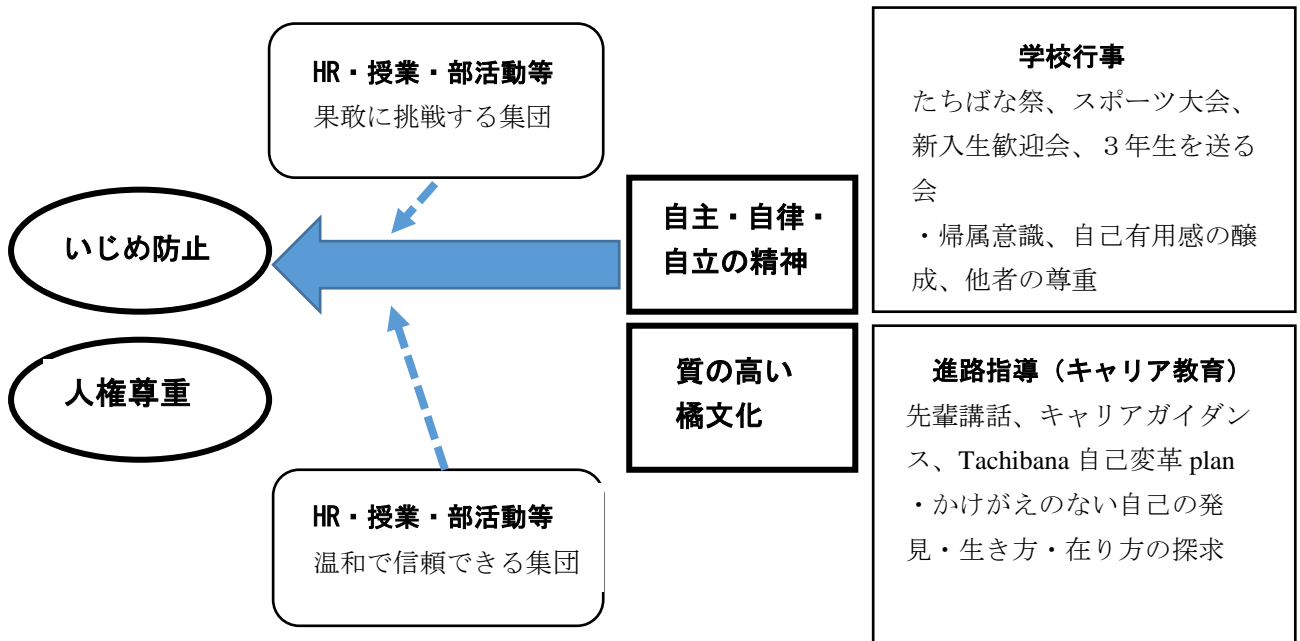 HR・授業・部活動等
果敢に挑戦する集団
学校行事
たちばな祭、スポーツ大会、
新入生歓迎会、３年生を送る
会
・帰属意識、自己有用感の醸
成、他者の尊重
いじめ防止
自主・自律・
自立の精神
人権尊重
質の高い
橘文化
進路指導（キャリア教育）
先輩講話、キャリアガイダン
ス、Tachibana 自己変革 plan
・かけがえのない自己の発
見・生き方・在り方の探求
HR・授業・部活動等
温和で信頼できる集団